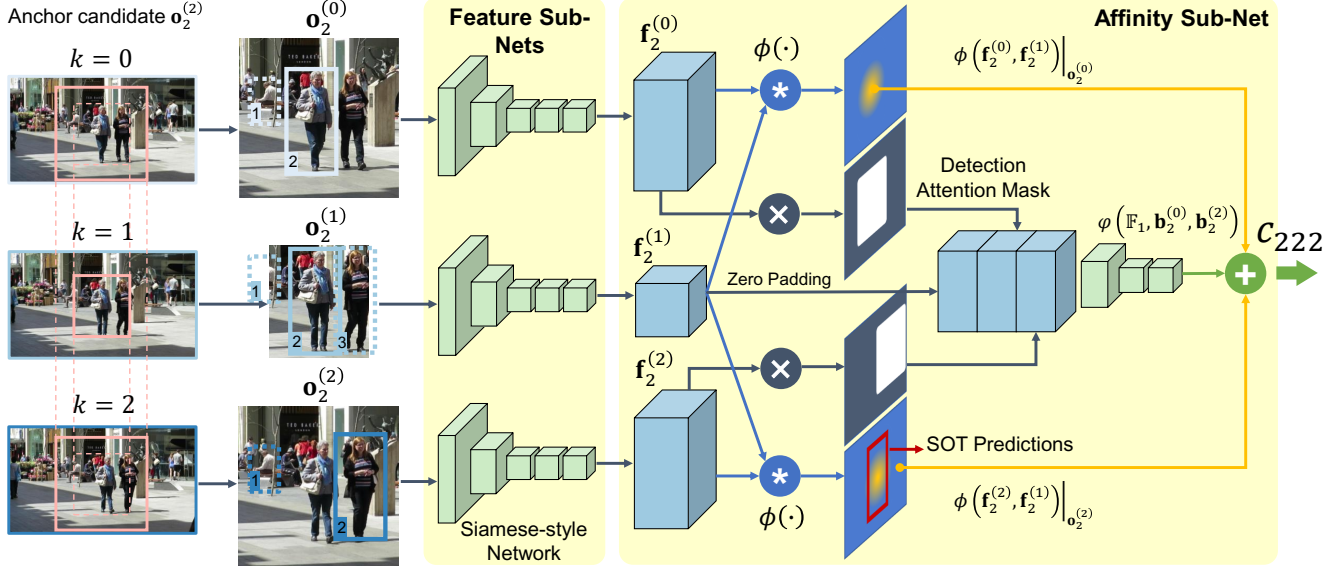 Anchor candidate 𝐨₂⁽²⁾
k = 0
k = 1
k = 2
𝐨₂⁽⁰⁾
TED BAKER
1
2
𝐨₂⁽¹⁾
1
2
3
𝐨₂⁽²⁾
1
2
Feature Sub-
Nets
Siamese-style
Network
Affinity Sub-Net
𝐟₂⁽⁰⁾
ϕ(·)
*
ϕ(𝐟₂⁽⁰⁾, 𝐟₂⁽¹⁾)|𝐨₂⁽⁰⁾
×
Detection
Attention Mask
𝐟₂⁽¹⁾
Zero Padding
φ(𝔽₁, 𝐛₂⁽⁰⁾, 𝐛₂⁽²⁾)
C₂₂₂
+
𝐟₂⁽²⁾
×
*
ϕ(·)
SOT Predictions
ϕ(𝐟₂⁽²⁾, 𝐟₂⁽¹⁾)|𝐨₂⁽²⁾